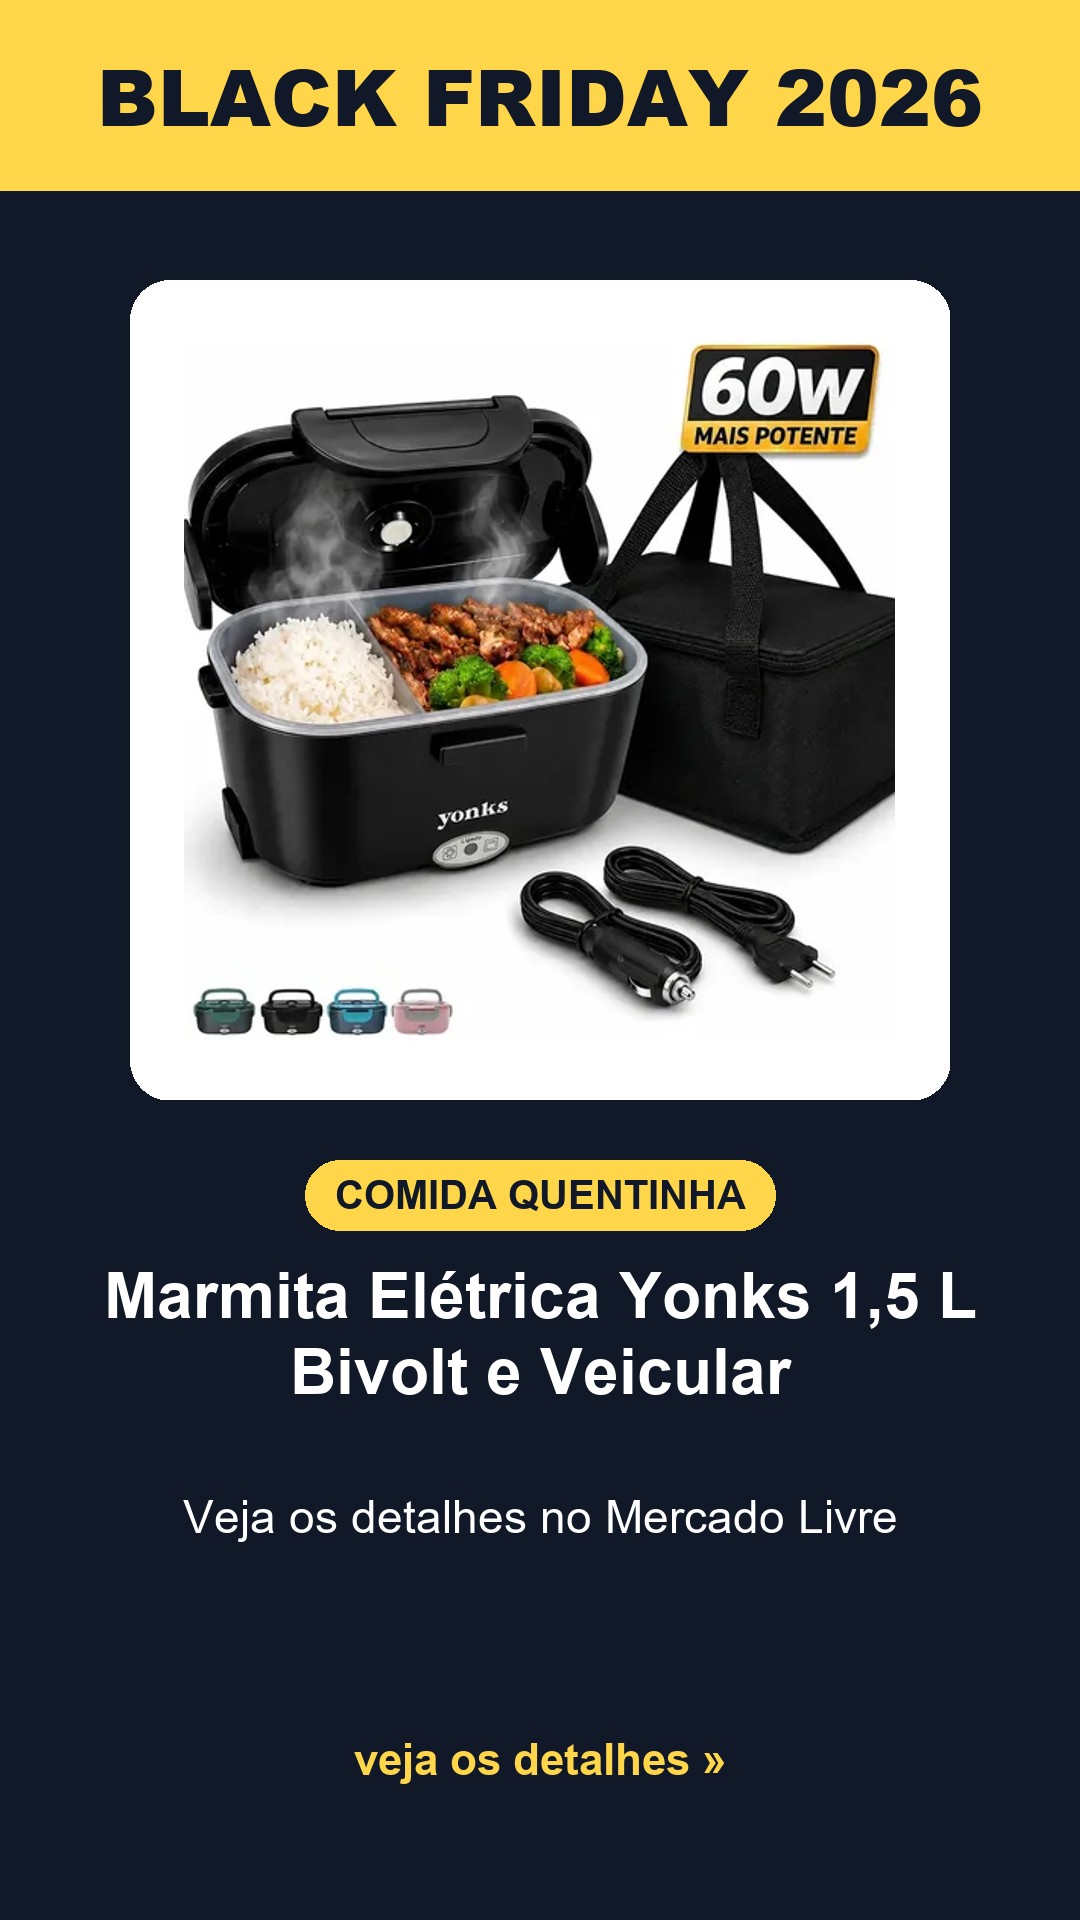 BLACK FRIDAY 2026
60W
MAIS POTENTE
yonks
COMIDA QUENTINHA
Marmita Elétrica Yonks 1,5 L
Bivolt e Veicular
Veja os detalhes no Mercado Livre
veja os detalhes »